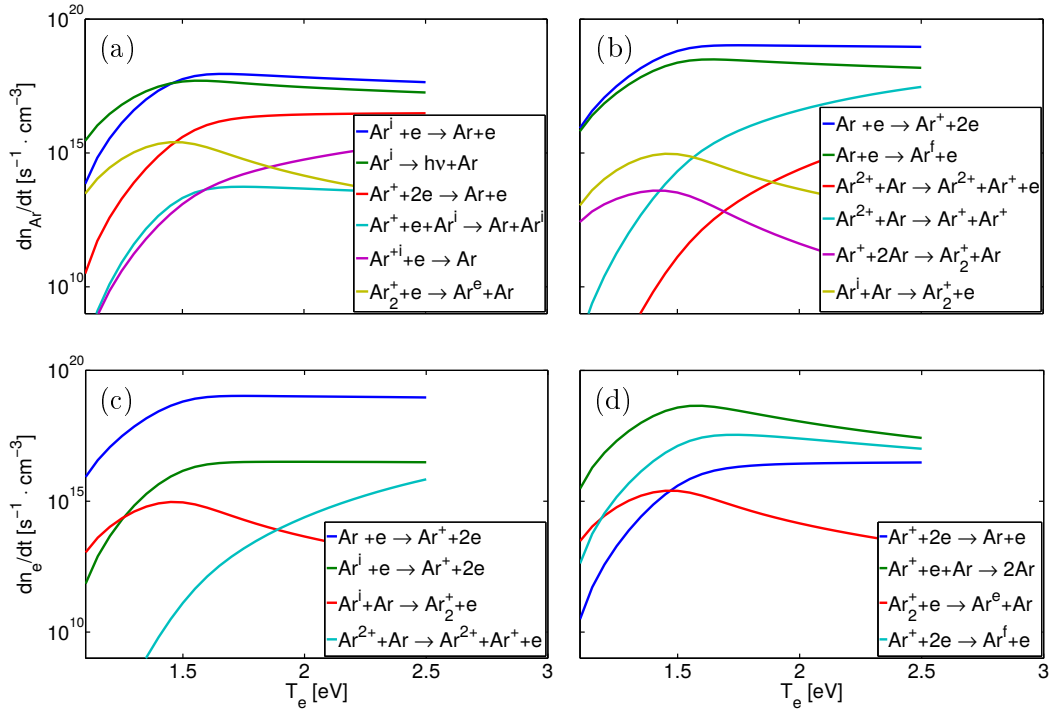 (a)
dn_Ar/dt [s^−1 · cm^−3]
10^20
10^15
10^10
Ar^i +e → Ar+e
Ar^i → hν+Ar
Ar^+ +2e → Ar+e
Ar^+ +e+Ar^i → Ar+Ar^i
Ar^+i +e → Ar
Ar_2^+ +e → Ar^e +Ar
(b)
Ar +e → Ar^+ +2e
Ar+e → Ar^f +e
Ar^2+ +Ar → Ar^2+ +Ar^+ +e
Ar^2+ +Ar → Ar^+ +Ar^+
Ar^+ +2Ar → Ar_2^+ +Ar
Ar^i +Ar → Ar_2^+ +e
(c)
dn_e/dt [s^−1 · cm^−3]
10^20
10^15
10^10
Ar +e → Ar^+ +2e
Ar^i +e → Ar^+ +2e
Ar^i +Ar → Ar_2^+ +e
Ar^2+ +Ar → Ar^2+ +Ar^+ +e
1.5 2 2.5 3
T_e [eV]
(d)
Ar^+ +2e → Ar+e
Ar^+ +e+Ar → 2Ar
Ar_2^+ +e → Ar^e +Ar
Ar^+ +2e → Ar^f +e
1.5 2 2.5 3
T_e [eV]